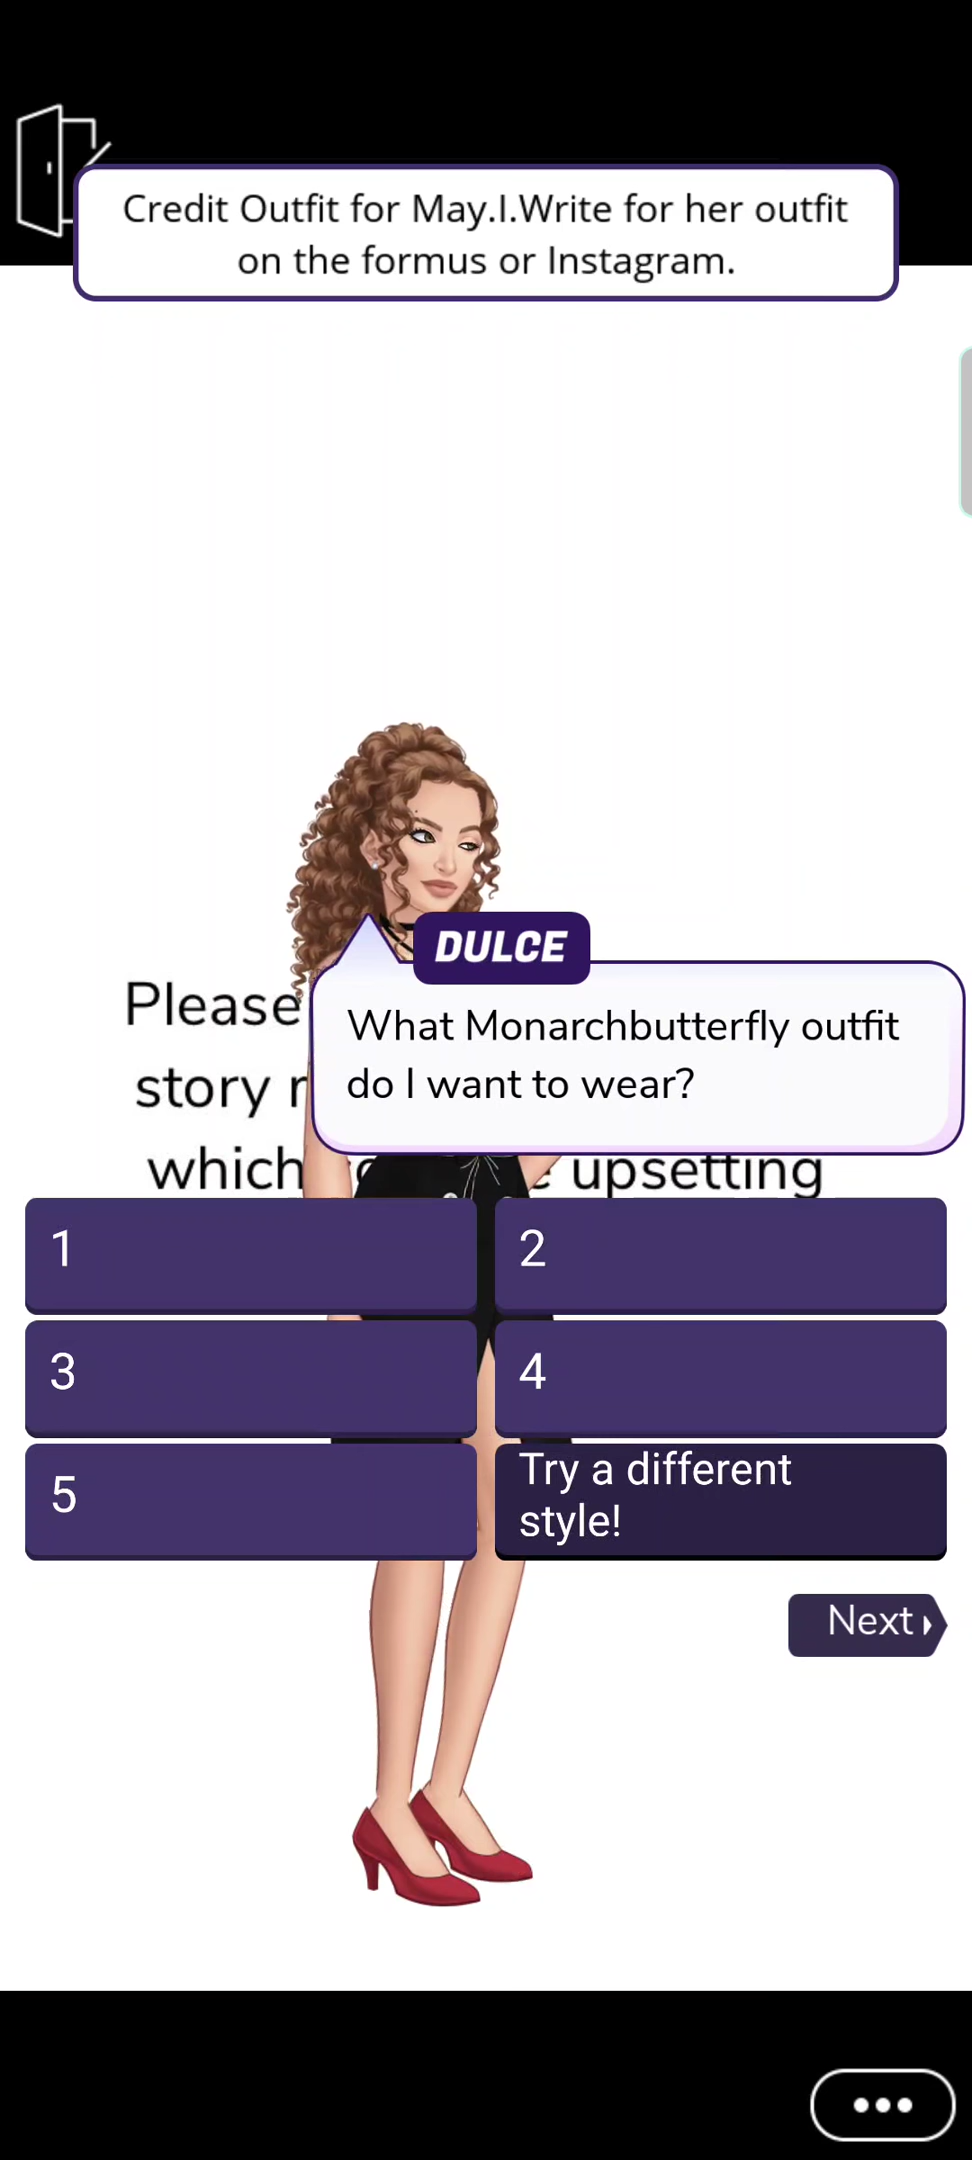 Credit Outfit for May.I.Write for her outfit
on the formus or Instagram.
DULCE
What Monarchbutterfly outfit
do I want to wear?
Please
story
which upsetting
1
2
3
4
5
Try a different
style!
Next